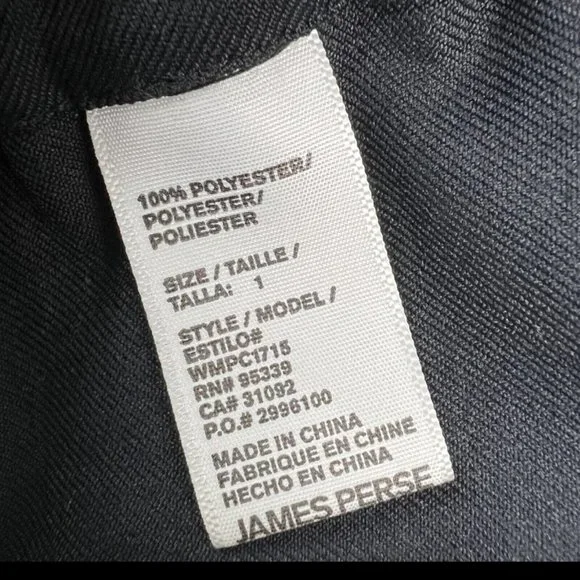 100% POLYESTER/
POLYESTER/
POLIESTER
SIZE / TAILLE /
TALLA: 1
STYLE / MODEL /
ESTILO#
WMPC1715
RN# 95339
CA# 31092
P.O.# 2996100
MADE IN CHINA
FABRIQUE EN CHINE
HECHO EN CHINA
JAMES PERSE